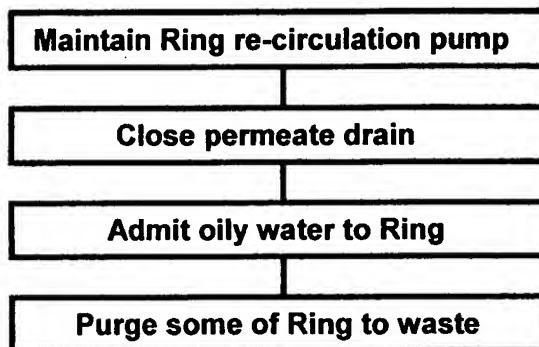 Maintain Ring re-circulation pump
Close permeate drain
Admit oily water to Ring
Purge some of Ring to waste